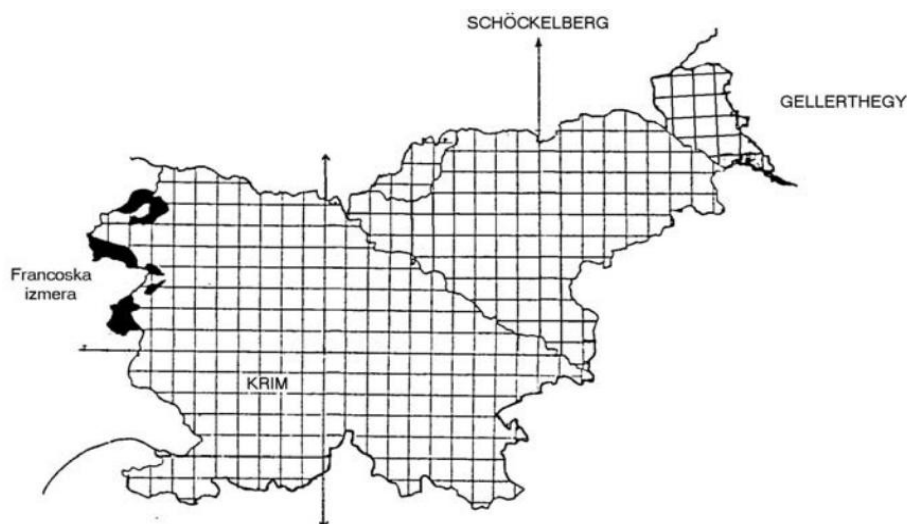 SCHÖCKELBERG
GELLERTHEGY
Francoska
izmera
KRIM